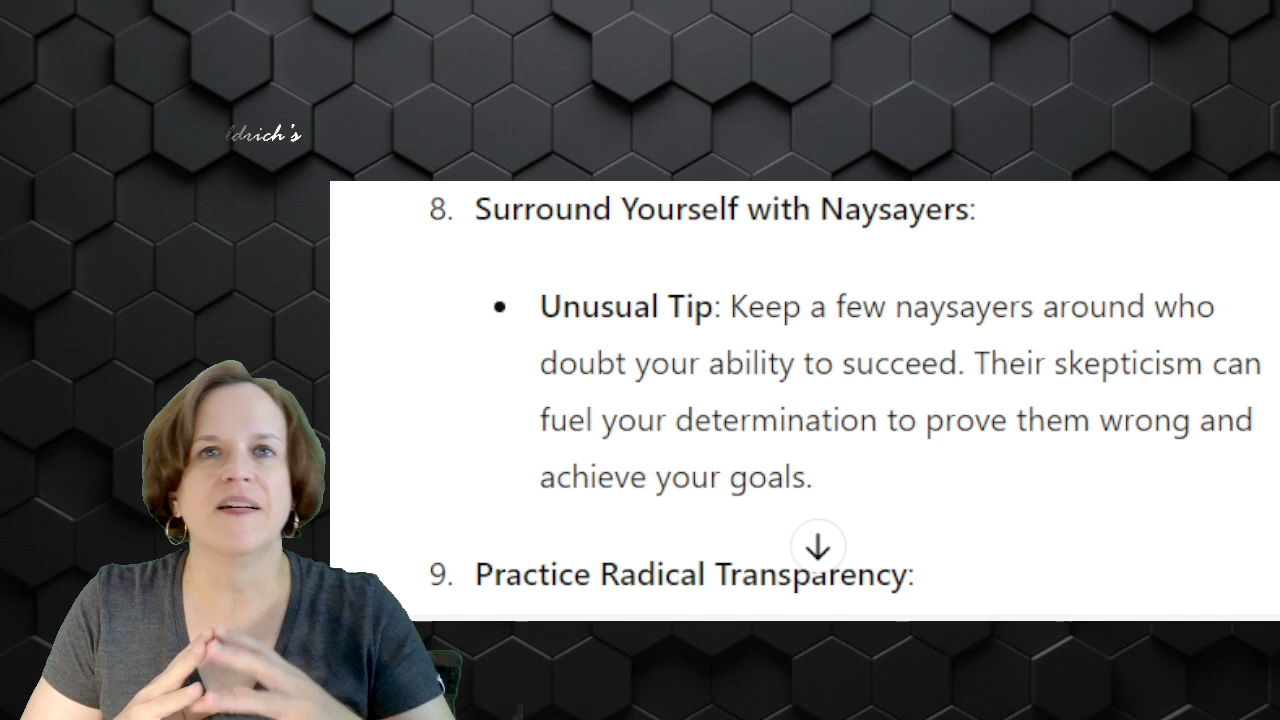 ldrich's
8. Surround Yourself with Naysayers:
Unusual Tip: Keep a few naysayers around who
doubt your ability to succeed. Their skepticism can
fuel your determination to prove them wrong and
achieve your goals.
9. Practice Radical Transparency: